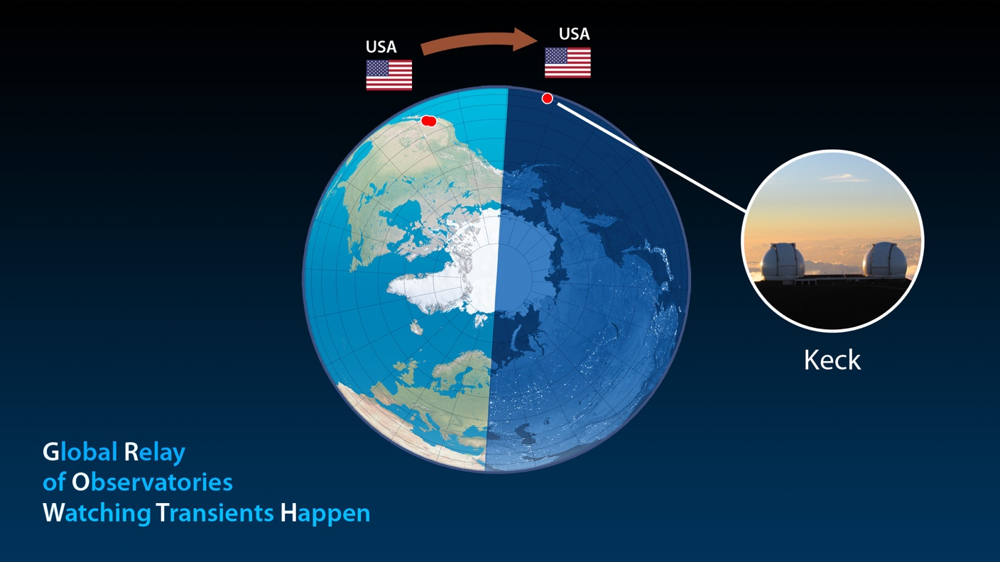 USA
USA
Keck
Global Relay
of Observatories
Watching Transients Happen